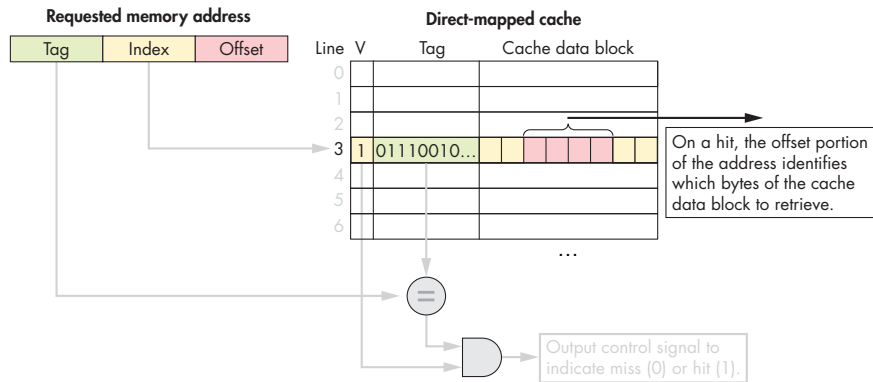 Requested memory address
Tag Index Offset
Direct-mapped cache
Line V Tag Cache data block
0
1
2
3 1 01110010...
4
5
6
...
On a hit, the offset portion
of the address identifies
which bytes of the cache
data block to retrieve.
=
Output control signal to
indicate miss (0) or hit (1).